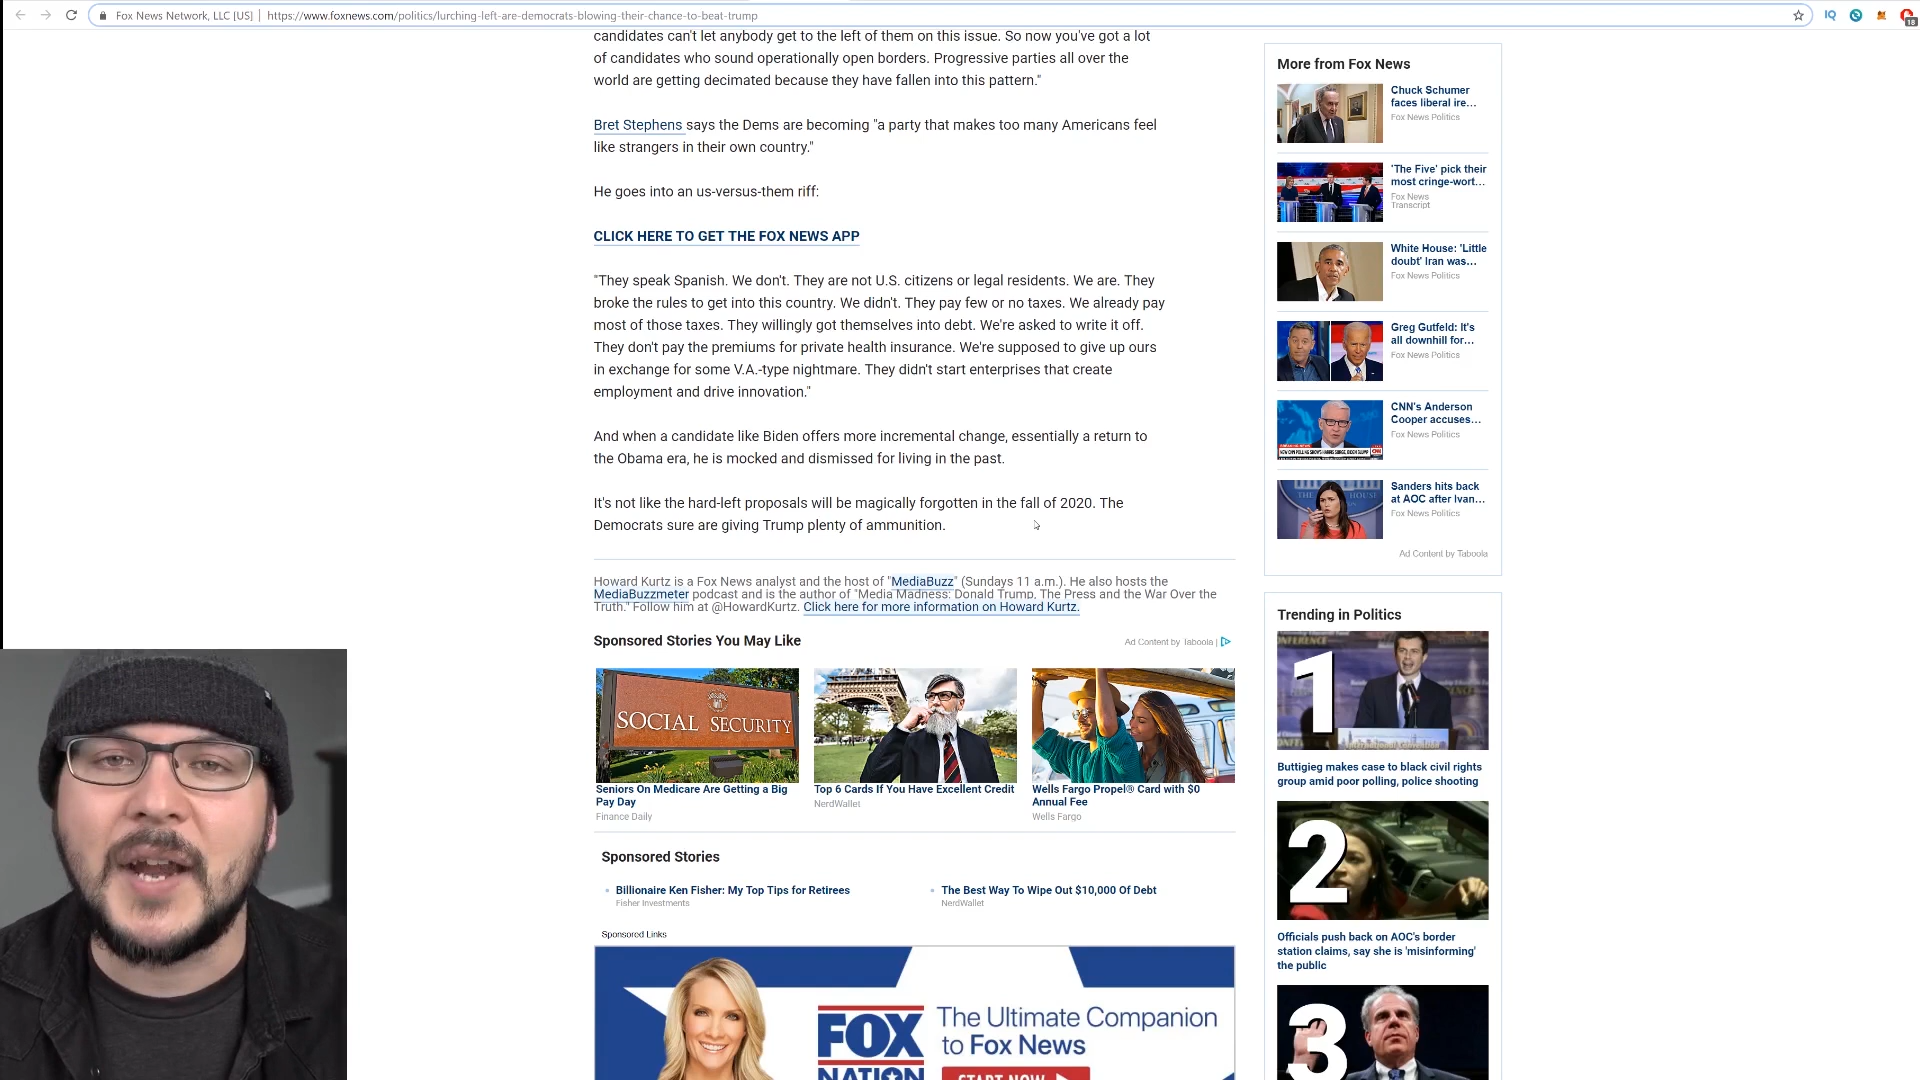 Fox News Network, LLC [US] | https://www.foxnews.com/politics/lurching-left-are-democrats-blowing-their-chance-to-beat-trump
18
candidates can't let anybody get to the left of them on this issue. So now you've got a lot
of candidates who sound operationally open borders. Progressive parties all over the
world are getting decimated because they have fallen into this pattern."
Bret Stephens says the Dems are becoming "a party that makes too many Americans feel
like strangers in their own country."
He goes into an us-versus-them riff:
CLICK HERE TO GET THE FOX NEWS APP
"They speak Spanish. We don't. They are not U.S. citizens or legal residents. We are. They
broke the rules to get into this country. We didn't. They pay few or no taxes. We already pay
most of those taxes. They willingly got themselves into debt. We're asked to write it off.
They don't pay the premiums for private health insurance. We're supposed to give up ours
in exchange for some V.A.-type nightmare. They didn't start enterprises that create
employment and drive innovation."
And when a candidate like Biden offers more incremental change, essentially a return to
the Obama era, he is mocked and dismissed for living in the past.
It's not like the hard-left proposals will be magically forgotten in the fall of 2020. The
Democrats sure are giving Trump plenty of ammunition.
Howard Kurtz is a Fox News analyst and the host of "MediaBuzz" (Sundays 11 a.m.). He also hosts the
MediaBuzzmeter podcast and is the author of "Media Madness: Donald Trump, The Press and the War Over the
Truth." Follow him at @HowardKurtz. Click here for more information on Howard Kurtz.
Sponsored Stories You May Like
Ad Content by Taboola |
SOCIAL SECURITY
Seniors On Medicare Are Getting a Big
Pay Day
Finance Daily
Top 6 Cards If You Have Excellent Credit
NerdWallet
Wells Fargo Propel® Card with $0
Annual Fee
Wells Fargo
Sponsored Stories
Billionaire Ken Fisher: My Top Tips for Retirees
Fisher Investments
The Best Way To Wipe Out $10,000 Of Debt
NerdWallet
Sponsored Links
FOX
NATION
The Ultimate Companion
to Fox News
START NOW
More from Fox News
Chuck Schumer
faces liberal ire...
Fox News Politics
'The Five' pick their
most cringe-wort...
Fox News
Transcript
White House: 'Little
doubt' Iran was...
Fox News Politics
Greg Gutfeld: It's
all downhill for...
Fox News Politics
CNN's Anderson
Cooper accuses...
Fox News Politics
Sanders hits back
at AOC after Ivan...
Fox News Politics
Ad Content by Taboola
Trending in Politics
1
Buttigieg makes case to black civil rights
group amid poor polling, police shooting
2
Officials push back on AOC's border
station claims, say she is 'misinforming'
the public
3